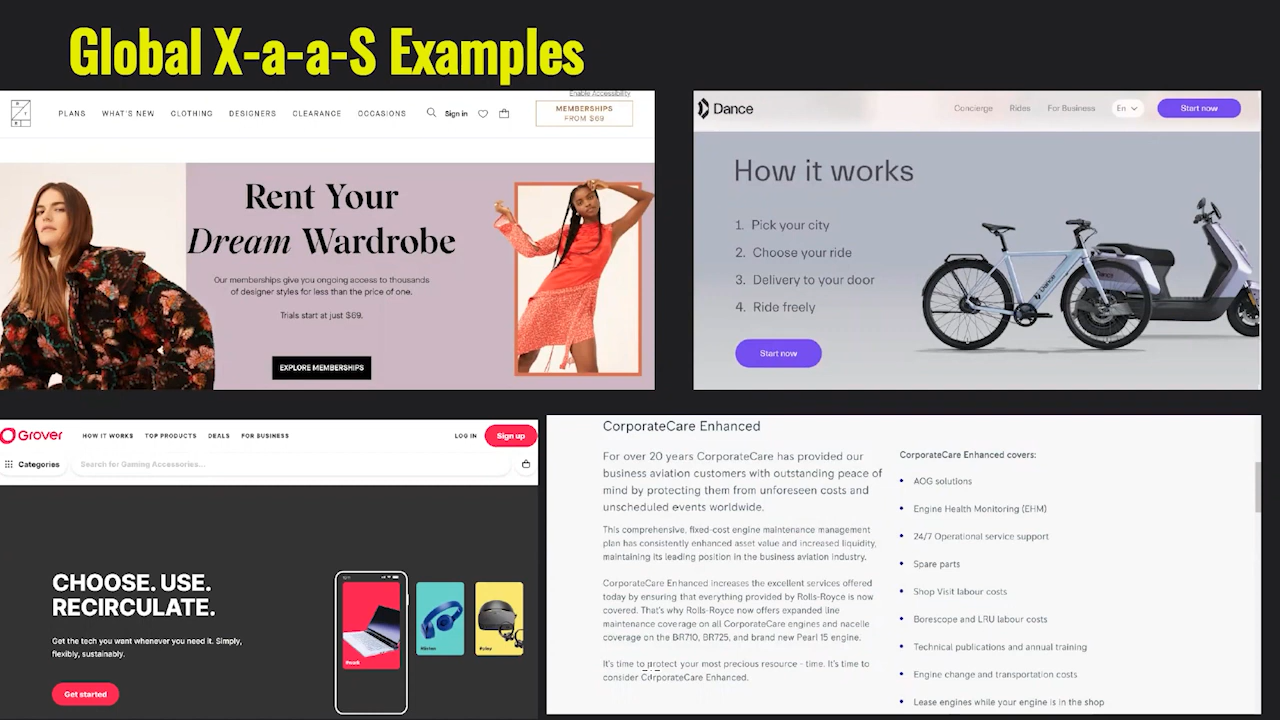 Global X-a-a-S Examples
Enable Accessibility
PLANS WHAT'S NEW CLOTHING DESIGNERS CLEARANCE OCCASIONS Sign in
MEMBERSHIPS
FROM $69
Rent Your
Dream Wardrobe
Our memberships give you ongoing access to thousands
of designer styles for less than the price of one.
Trials start at just $69.
EXPLORE MEMBERSHIPS
Dance
Concierge Rides For Business En Start now
How it works
1. Pick your city
2. Choose your ride
3. Delivery to your door
4. Ride freely
Start now
DANCE
Grover HOW IT WORKS TOP PRODUCTS DEALS FOR BUSINESS LOG IN Sign up
Categories Search for Gaming Accessories...
CHOOSE. USE.
RECIRCULATE.
Get the tech you want whenever you need it. Simply,
flexibly, sustainably.
Get started
CorporateCare Enhanced
For over 20 years CorporateCare has provided our
business aviation customers with outstanding peace of
mind by protecting them from unforeseen costs and
unscheduled events worldwide.
This comprehensive, fixed-cost engine maintenance management
plan has consistently enhanced asset value and increased liquidity,
maintaining its leading position in the business aviation industry.
CorporateCare Enhanced increases the excellent services offered
today by ensuring that everything provided by Rolls-Royce is now
covered. That's why Rolls-Royce now offers expanded line
maintenance coverage on all CorporateCare engines and nacelle
coverage on the BR710, BR725, and brand new Pearl 15 engine.
It's time to protect your most precious resource - time. It's time to
consider CorporateCare Enhanced.
CorporateCare Enhanced covers:
• AOG solutions
• Engine Health Monitoring (EHM)
• 24/7 Operational service support
• Spare parts
• Shop Visit labour costs
• Borescope and LRU labour costs
• Technical publications and annual training
• Engine change and transportation costs
• Lease engines while your engine is in the shop